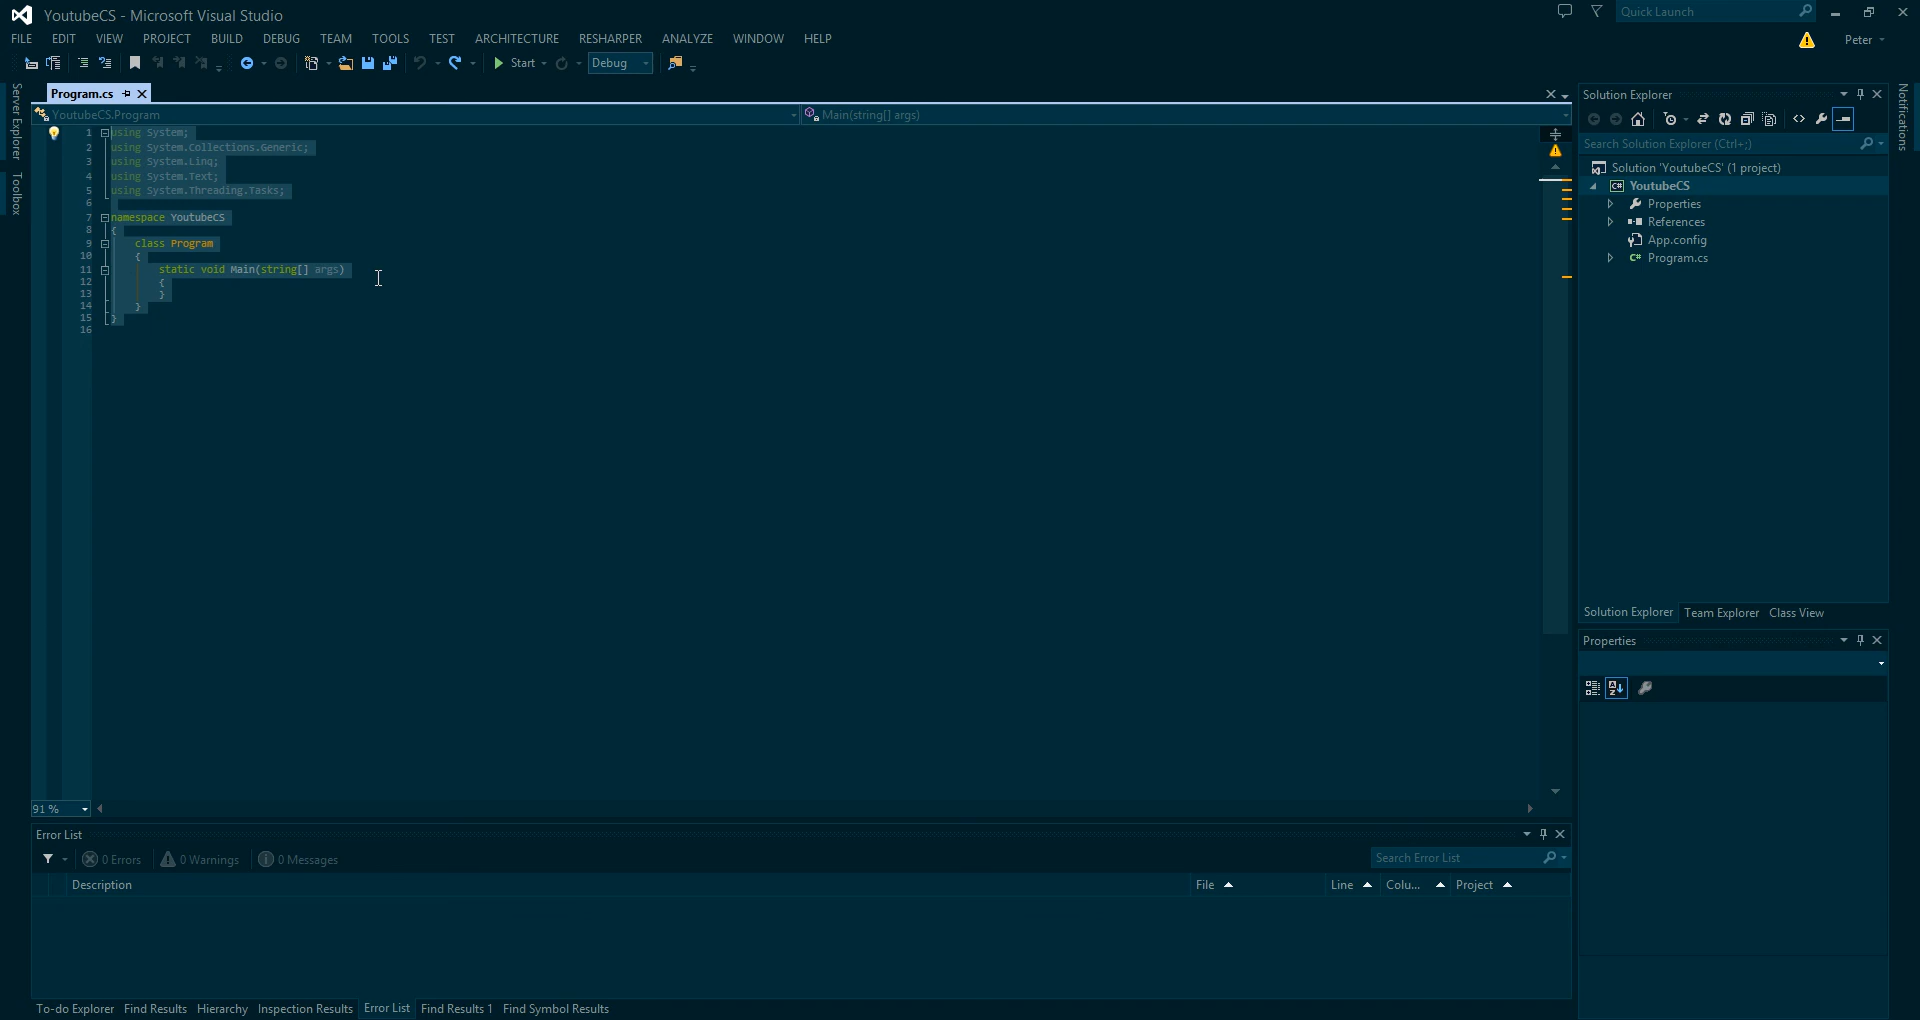 YoutubeCS - Microsoft Visual Studio
Quick Launch
FILE EDIT VIEW PROJECT BUILD DEBUG TEAM TOOLS TEST ARCHITECTURE RESHARPER ANALYZE WINDOW HELP
Peter
Start
Debug
Server Explorer
Toolbox
Notifications
Program.cs
YoutubeCS.Program
Main(string[] args)
1 using System;
2 using System.Collections.Generic;
3 using System.Linq;
4 using System.Text;
5 using System.Threading.Tasks;
6
7 namespace YoutubeCS
8 {
9 class Program
10 {
11 static void Main(string[] args)
12 {
13 }
14 }
15 }
16
91 %
Solution Explorer
Search Solution Explorer (Ctrl+;)
Solution 'YoutubeCS' (1 project)
C# YoutubeCS
Properties
References
App.config
C# Program.cs
Solution Explorer Team Explorer Class View
Properties
Error List
0 Errors 0 Warnings 0 Messages
Search Error List
Description File Line Colu... Project
To-do Explorer Find Results Hierarchy Inspection Results Error List Find Results 1 Find Symbol Results